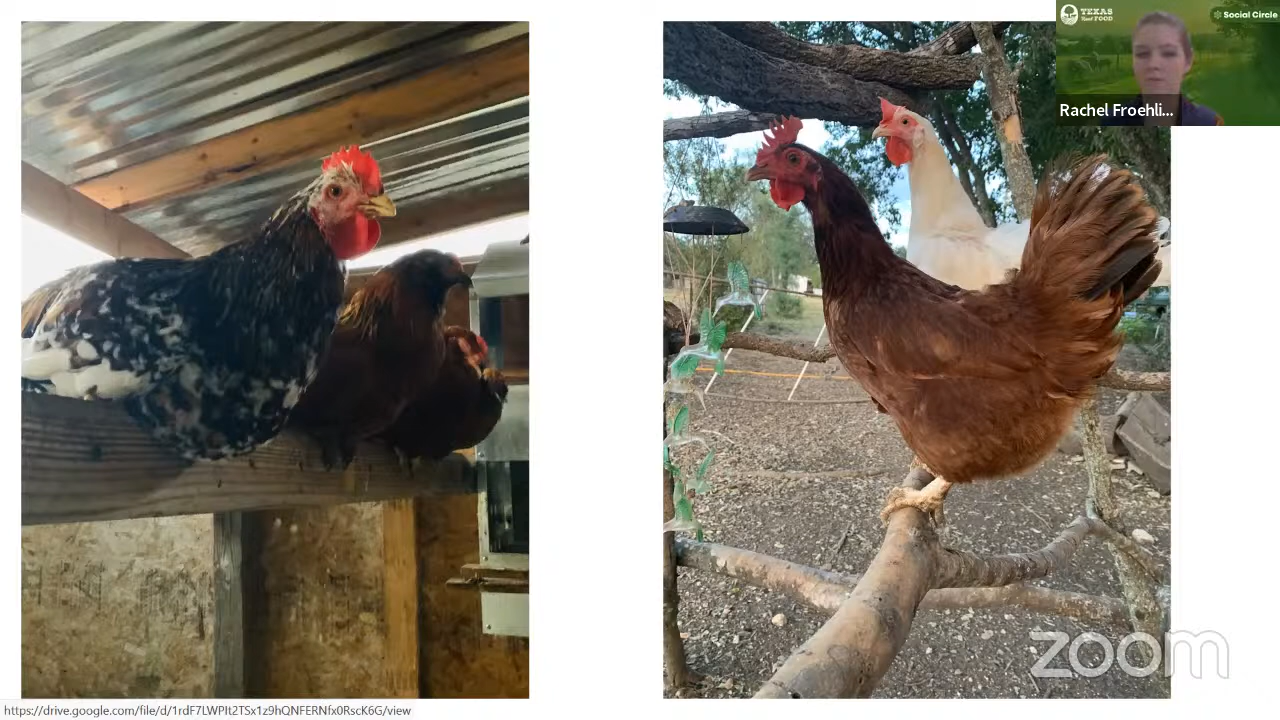 TEXAS
Real FOOD
Social Circle
Rachel Froehli...
zoom
https://drive.google.com/file/d/1rdF7LWPIt2TSx1z9hQNFERNfx0RscK6G/view